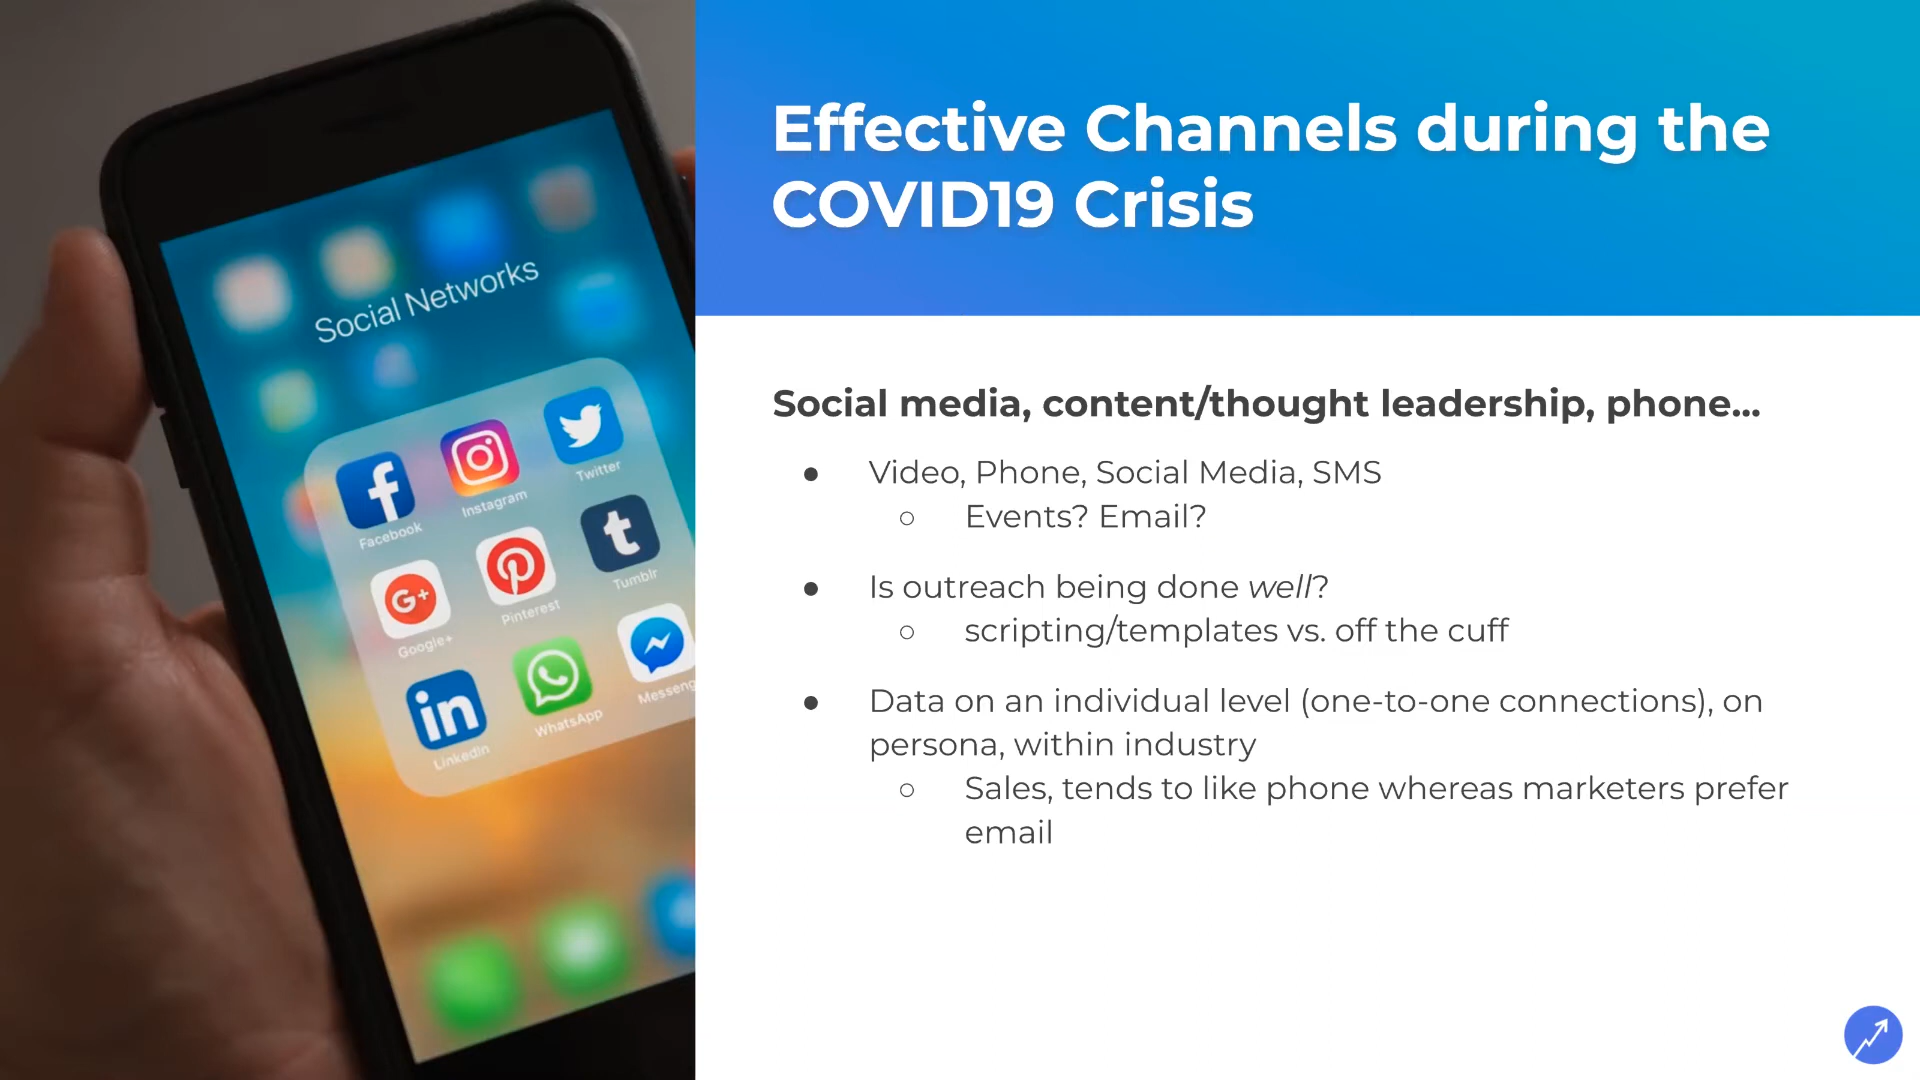 Effective Channels during the
COVID19 Crisis
Social media, content/thought leadership, phone...
● Video, Phone, Social Media, SMS
○ Events? Email?
● Is outreach being done well?
○ scripting/templates vs. off the cuff
● Data on an individual level (one-to-one connections), on
persona, within industry
○ Sales, tends to like phone whereas marketers prefer
email
Social Networks
Facebook
Instagram
Twitter
Google+
Pinterest
Tumblr
LinkedIn
WhatsApp
Messeng